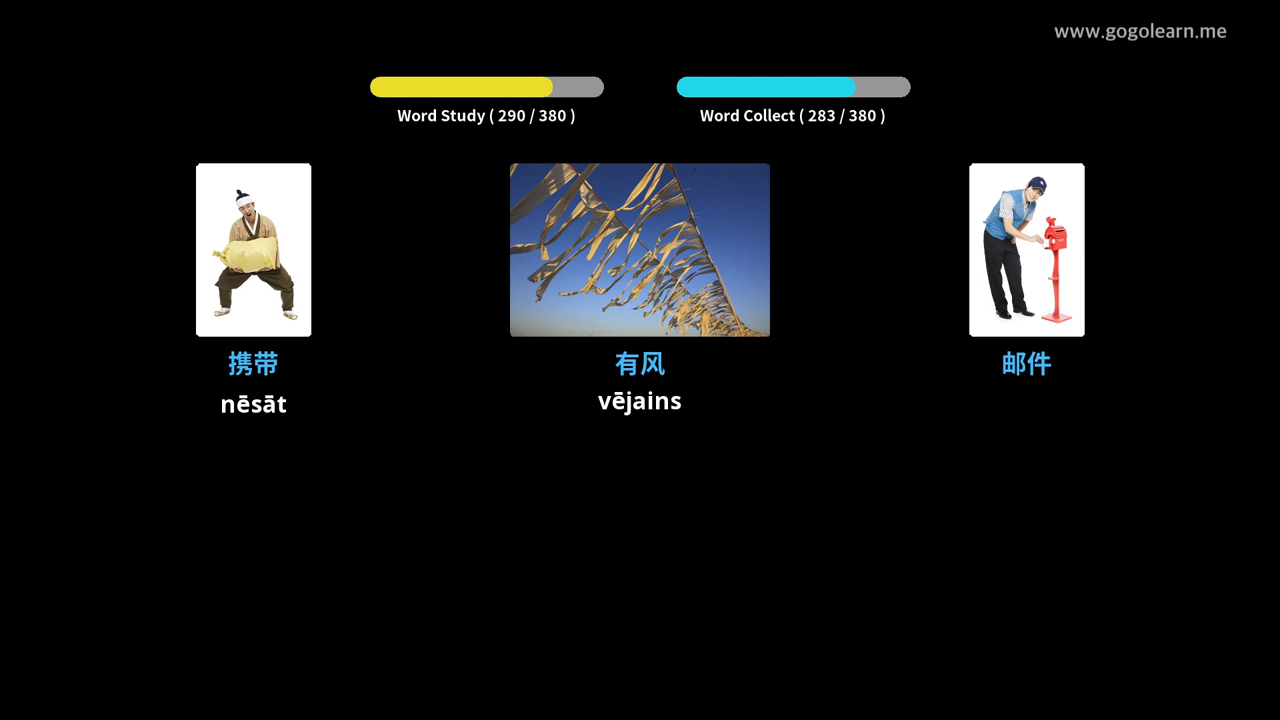 www.gogolearn.me
Word Study ( 290 / 380 )
Word Collect ( 283 / 380 )
携带
有风
邮件
nēsāt
vējains